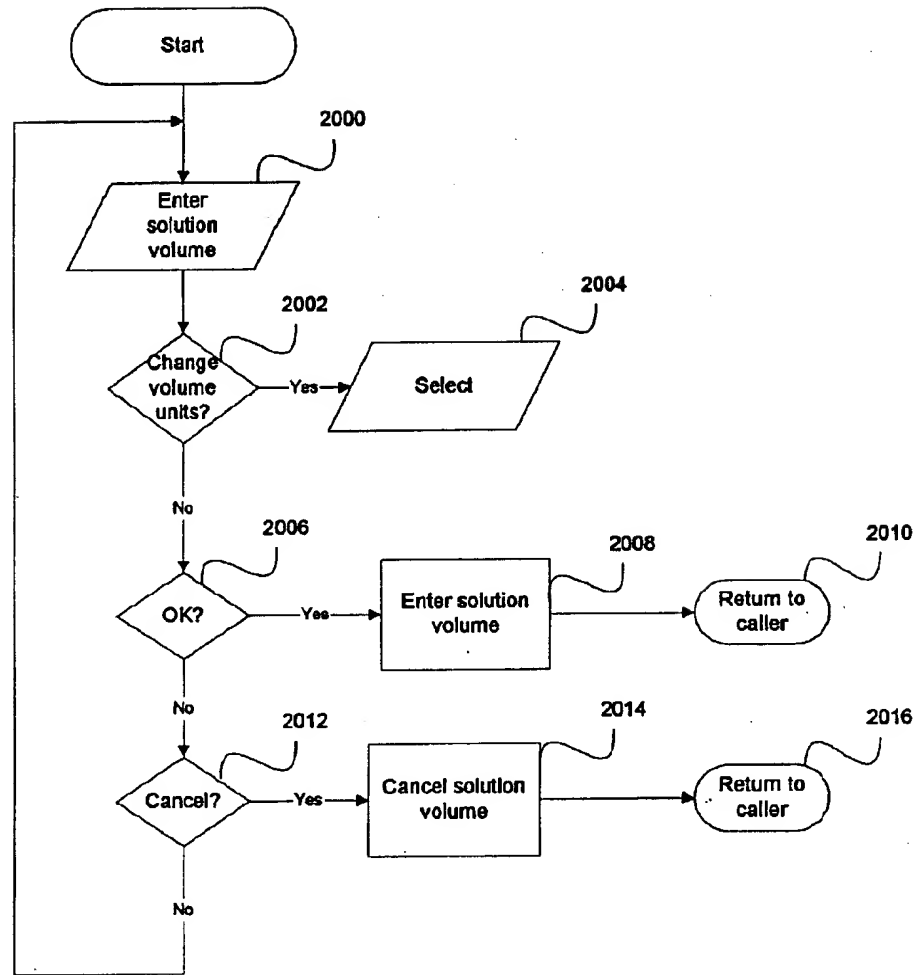 Start
2000
Enter
solution
volume
2002
2004
Change
volume
units?
Yes
Select
No
2006
2008
2010
OK?
Yes
Enter solution
volume
Return to
caller
No
2012
2014
2016
Cancel?
Yes
Cancel solution
volume
Return to
caller
No